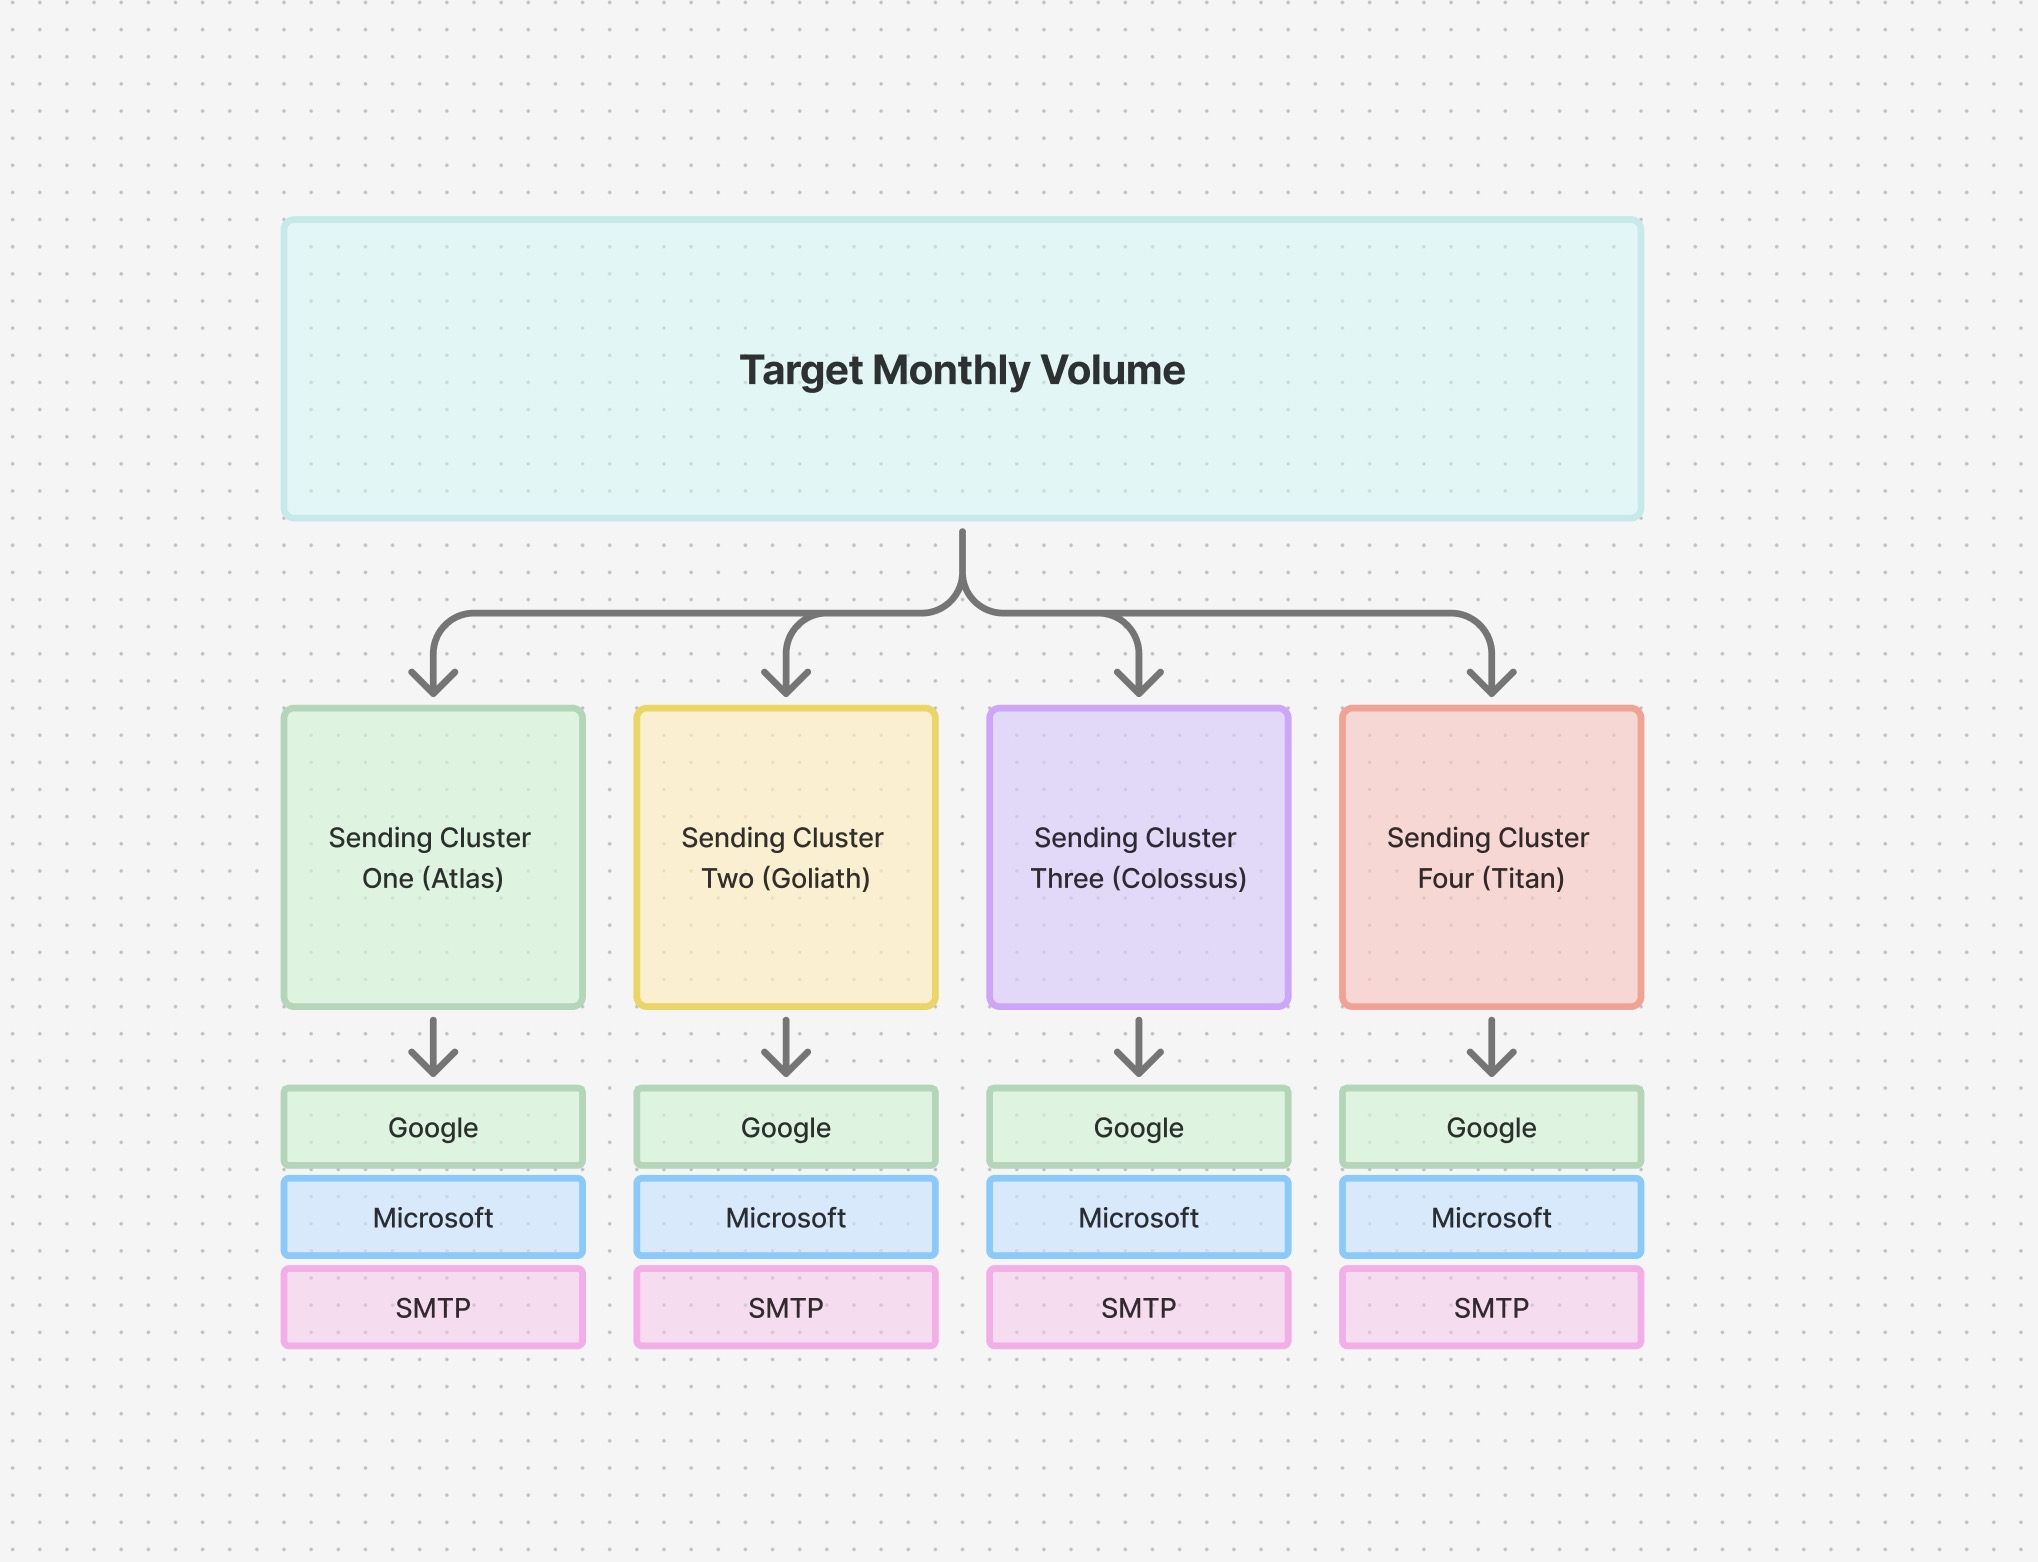 Target Monthly Volume
Sending Cluster
One (Atlas)
Sending Cluster
Two (Goliath)
Sending Cluster
Three (Colossus)
Sending Cluster
Four (Titan)
Google
Google
Google
Google
Microsoft
Microsoft
Microsoft
Microsoft
SMTP
SMTP
SMTP
SMTP